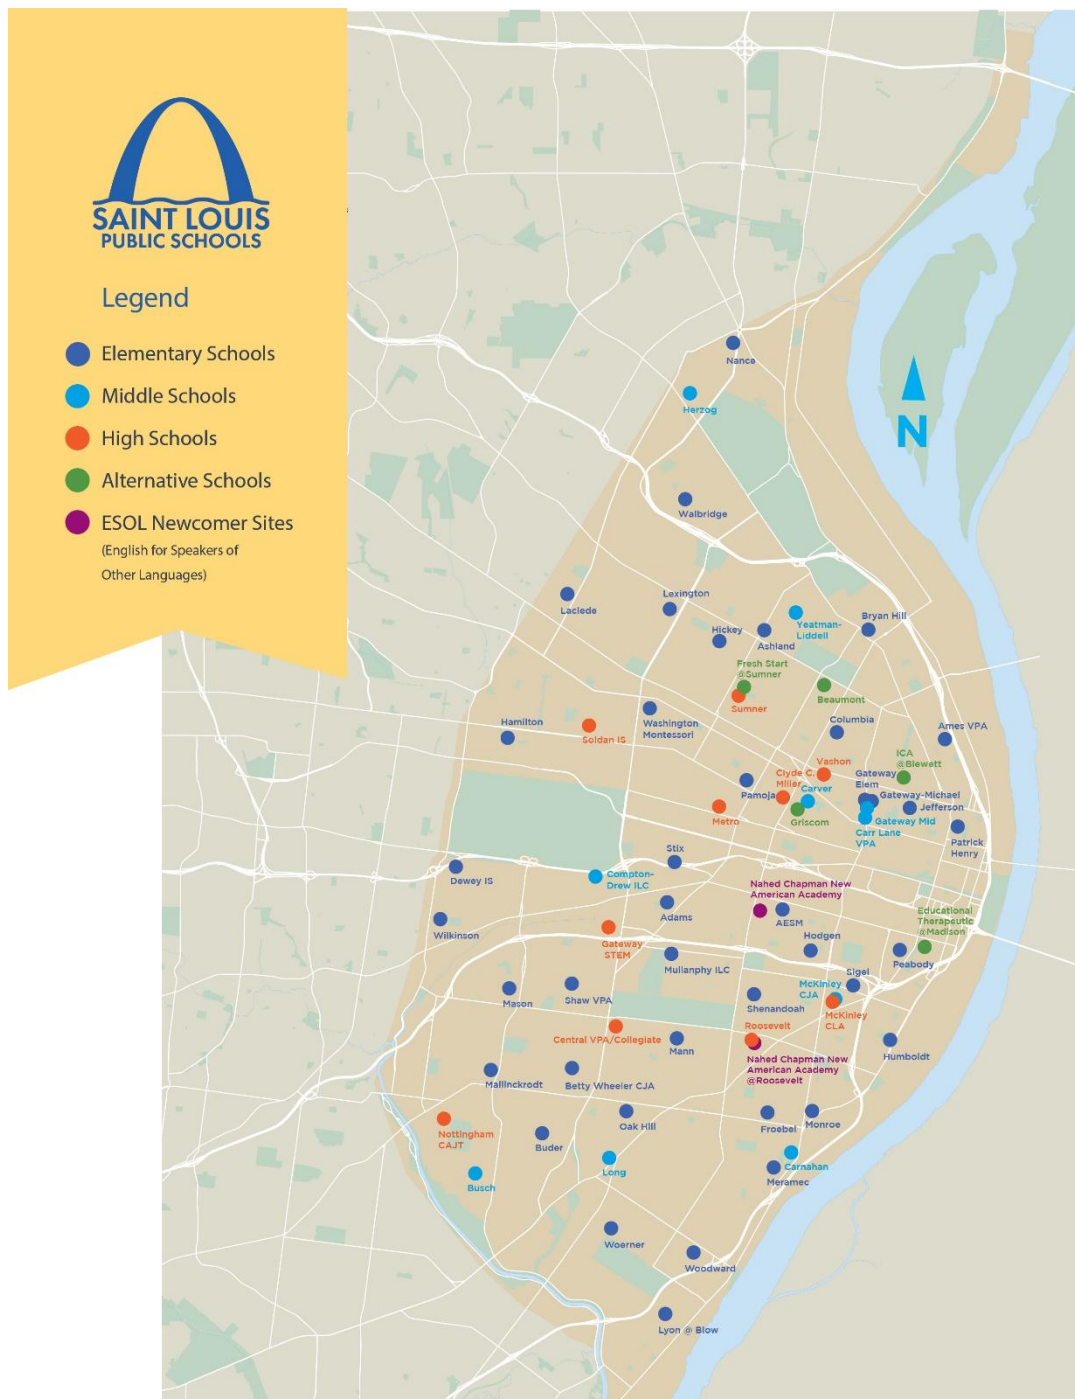 SAINT LOUIS
PUBLIC SCHOOLS
Legend
Elementary Schools
Middle Schools
High Schools
Alternative Schools
ESOL Newcomer Sites
(English for Speakers of
Other Languages)
N
Nance
Herzog
Walbridge
Laclede
Lexington
Hickey
Ashland
Yeatman-
Liddell
Bryan Hill
Fresh Start
@Sumner
Sumner
Beaumont
Hamilton
Soldan IS
Washington
Montessori
Columbia
Ames VPA
ICA
@Blewett
Vashon
Clyde C.
Miller
Carver
Gateway
Elem
Gateway-Michael
Jefferson
Pamoja
Metro
Griscom
Gateway Mid
Carr Lane
VPA
Patrick
Henry
Stix
Dewey IS
Compton-
Drew ILC
Nahed Chapman New
American Academy
Adams
AESM
Educational
Therapeutic
@Madison
Wilkinson
Gateway
STEM
Hodgen
Mullanphy ILC
Peabody
Sigel
McKinley
CJA
Mason
Shaw VPA
Shenandoah
McKinley
CLA
Central VPA/Collegiate
Roosevelt
Mann
Humboldt
Nahed Chapman New
American Academy
@Roosevelt
Mallinckrodt
Betty Wheeler CJA
Oak Hill
Froebel
Monroe
Nottingham
CAJT
Buder
Long
Carnahan
Meramec
Busch
Woerner
Woodward
Lyon @ Blow